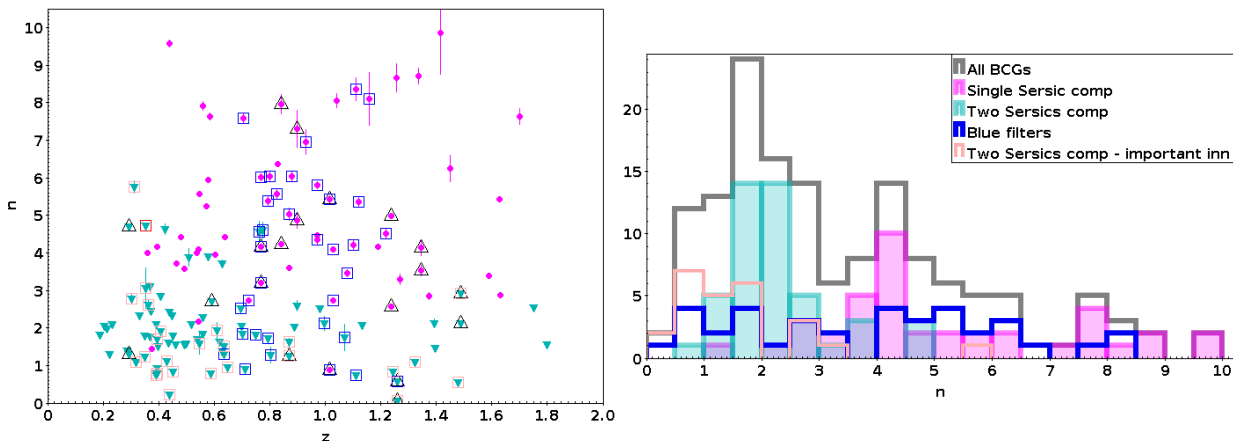 10
9
8
7
6
5
4
3
2
1
0
n
0 0.2 0.4 0.6 0.8 1.0 1.2 1.4 1.6 1.8 2.0
z
All BCGs
Single Sersic comp
Two Sersics comp
Blue filters
Two Sersics comp - important inn
20
15
10
5
0
0 1 2 3 4 5 6 7 8 9 10
n